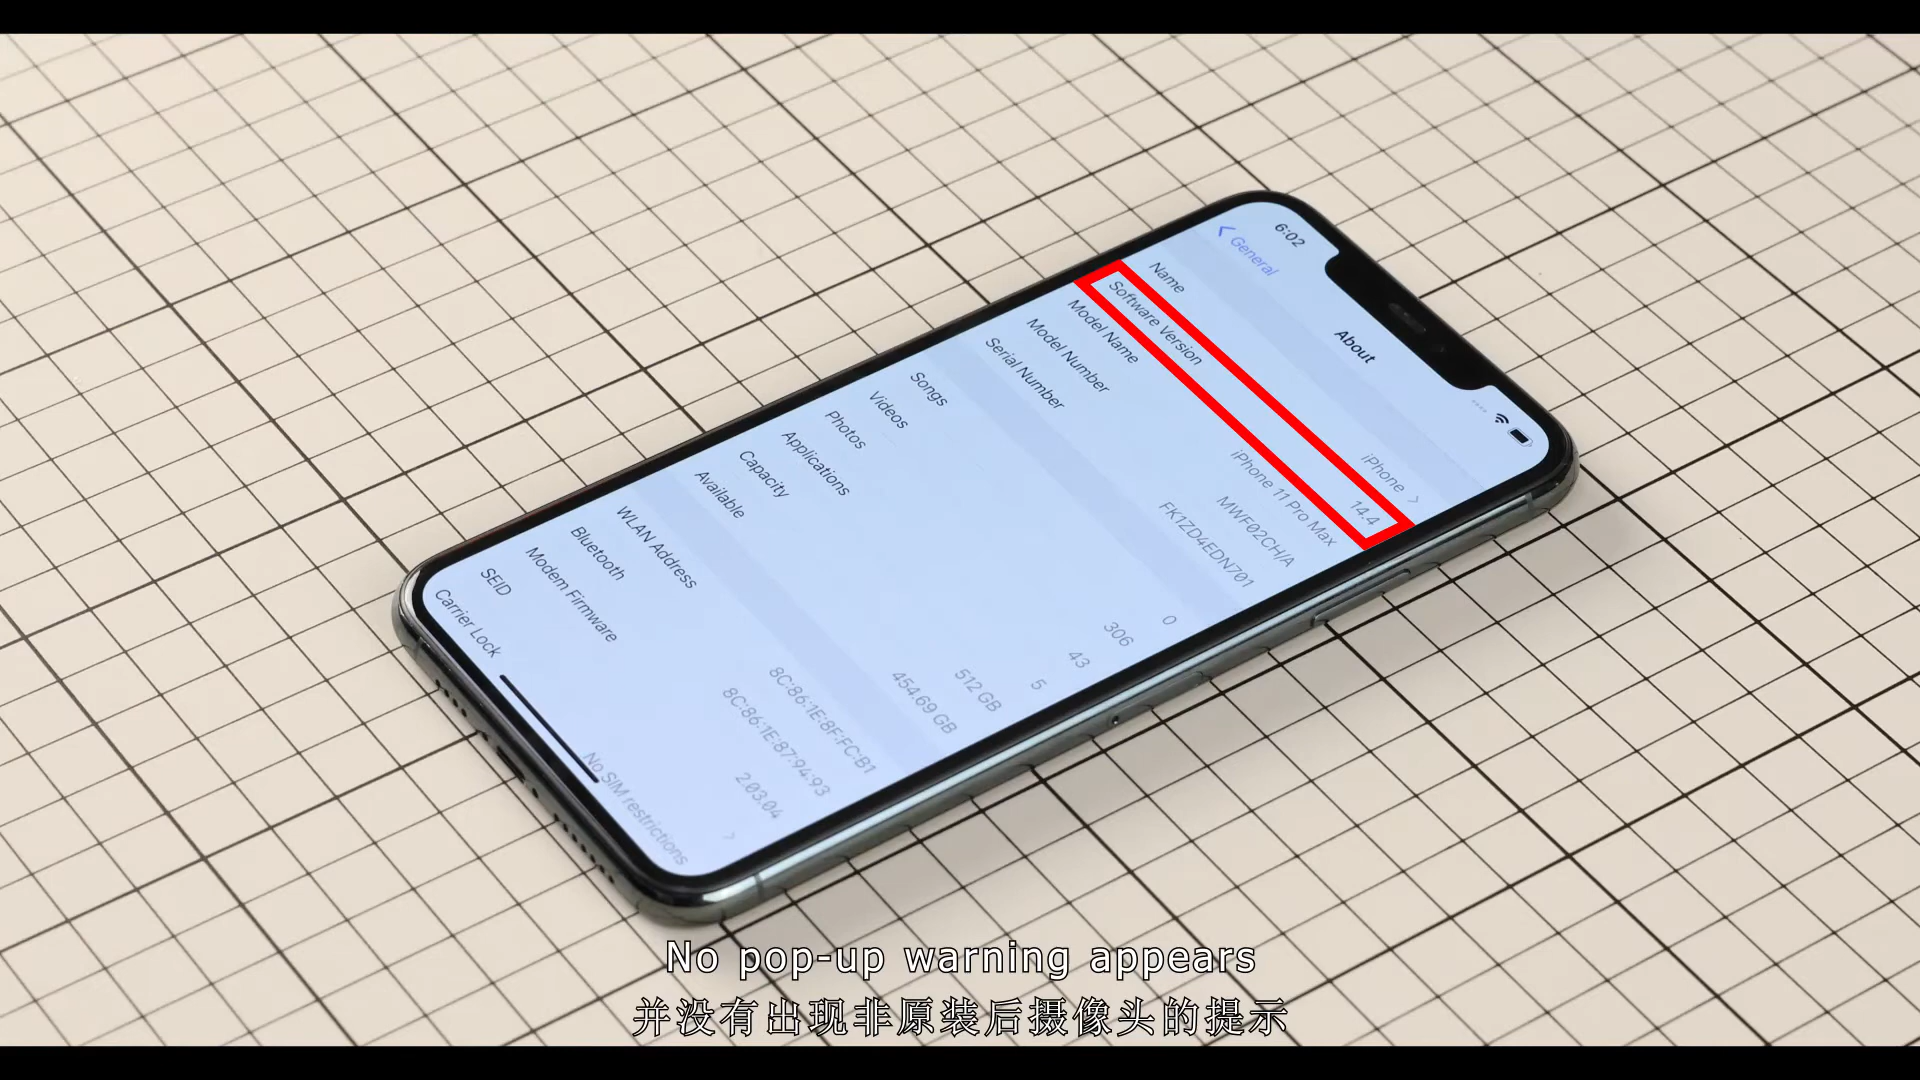 6:02
General
About
Name
iPhone
Software Version
14.4
Model Name
iPhone 11 Pro Max
Model Number
MWF02CH/A
Serial Number
FK1ZD4EDN701
Songs
0
Videos
306
Photos
43
Applications
5
Capacity
512 GB
Available
454.69 GB
WLAN Address
8C:86:1E:8F:FC:B1
Bluetooth
8C:86:1E:87:94:93
Modem Firmware
2.03.04
SEID
Carrier Lock
No SIM restrictions
No pop-up warning appears
并没有出现非原装后摄像头的提示